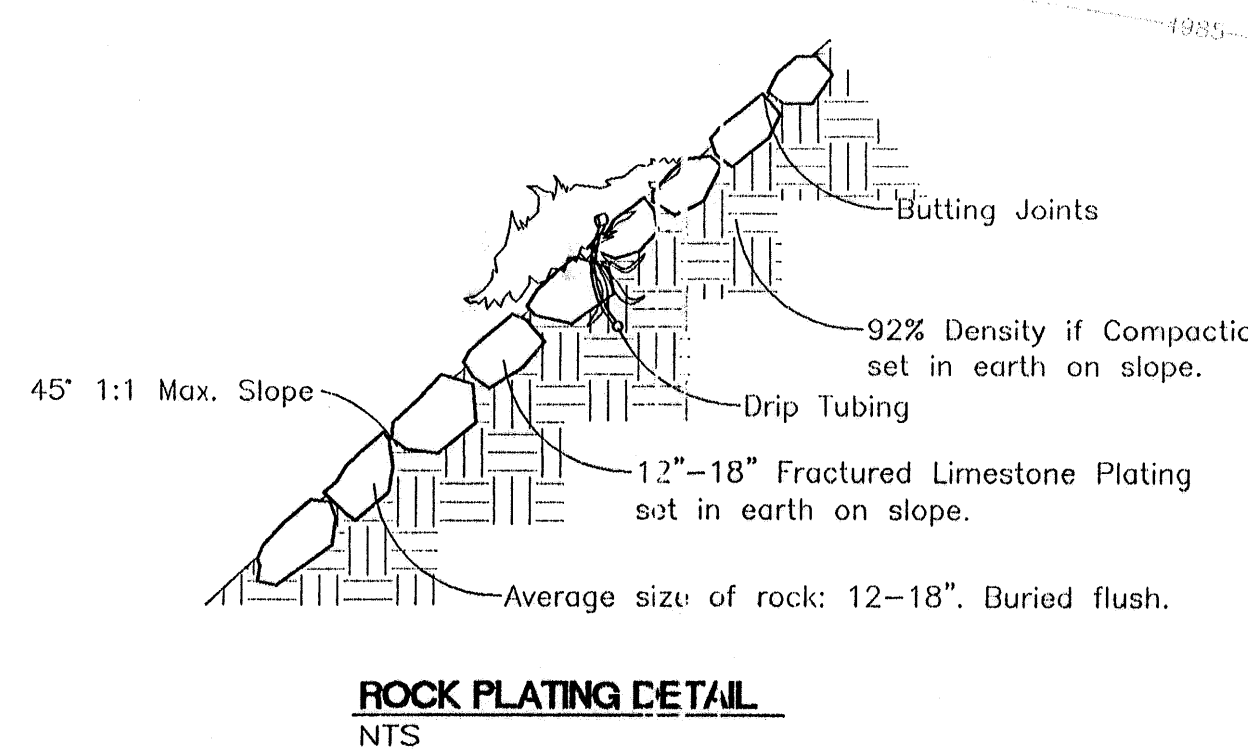 1985
Butting Joints
92% Density if
set in earth on slope.
45° 1:1 Max. Slope
Drip Tubing
12"-18" Fractured Limestone Plating
set in earth on slope.
Average size of rock: 12-18". Buried flush.
ROCK PLATING DETAIL
NTS